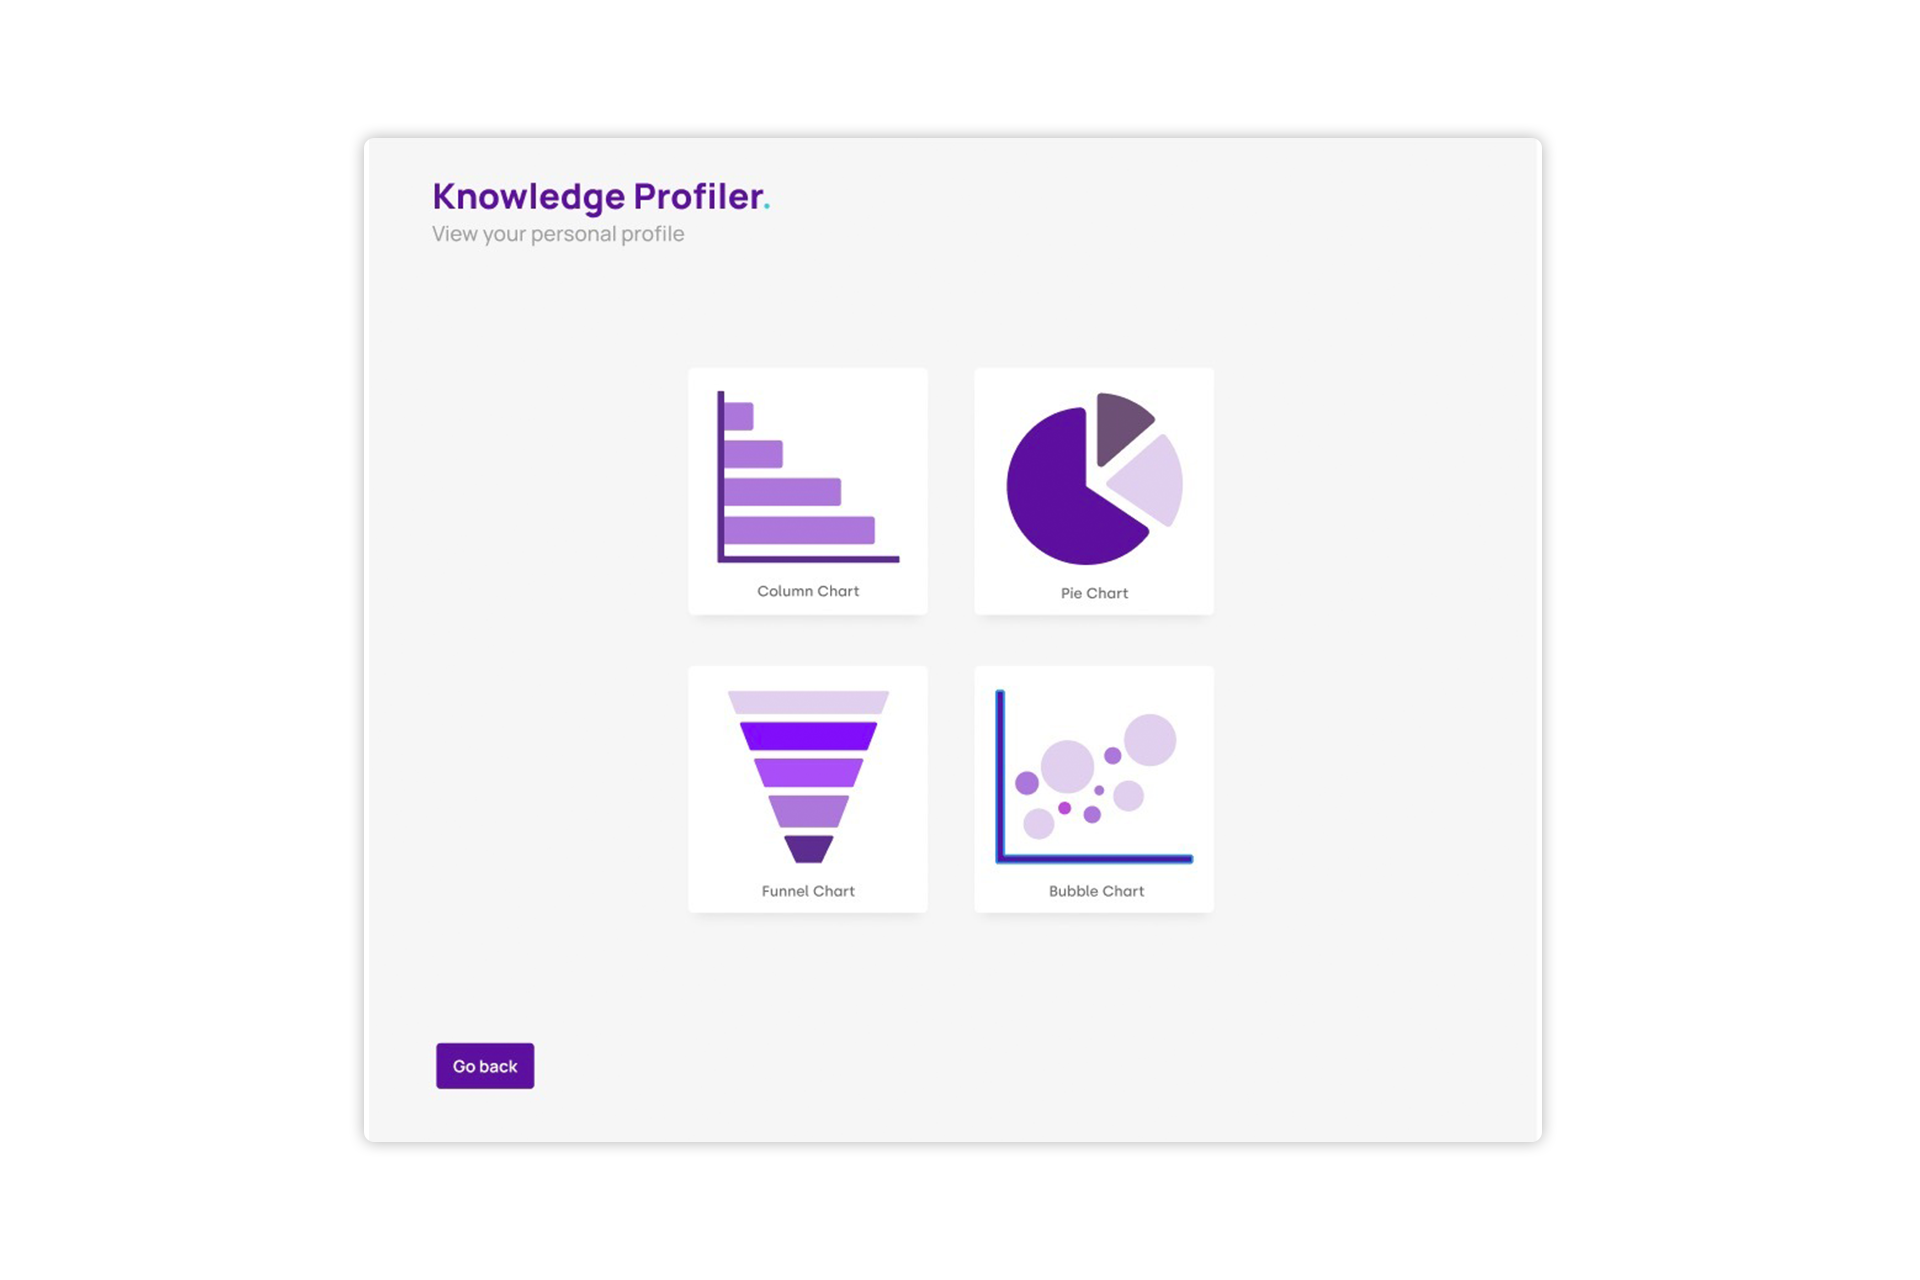 Knowledge Profiler.
View your personal profile
Column Chart
Pie Chart
Funnel Chart
Bubble Chart
Go back